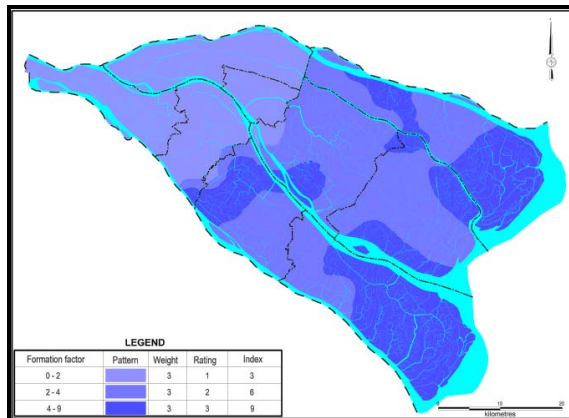 LEGEND
Formation factor Pattern Weight Rating Index
0 - 2 3 1 3
2 - 4 3 2 6
4 - 9 3 3 9
0 10 20
kilometres